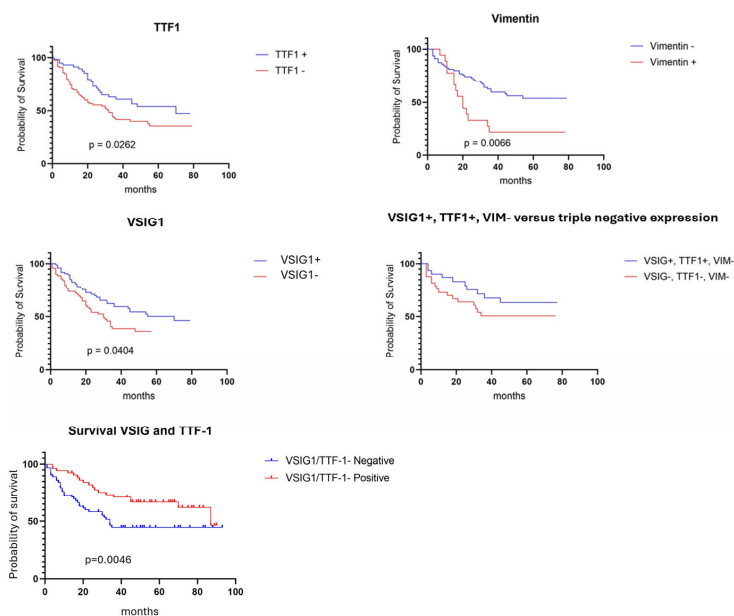 TTF1
Probability of Survival
100
50
0
0 20 40 60 80 100
months
TTF1 +
TTF1 -
p = 0.0262
Vimentin
Probability of Survival
100
50
0
0 20 40 60 80 100
months
Vimentin -
Vimentin +
p = 0.0066
VSIG1
Probability of Survival
100
50
0
0 20 40 60 80 100
months
VSIG1+
VSIG1-
p = 0.0404
VSIG1+, TTF1+, VIM- versus triple negative expression
Probability of Survival
100
50
0
0 20 40 60 80 100
months
VSIG+, TTF1+, VIM-
VSIG-, TTF1-, VIM-
Survival VSIG and TTF-1
Probability of survival
100
50
0
0 20 40 60 80 100
months
VSIG1/TTF-1- Negative
VSIG1/TTF-1- Positive
p=0.0046